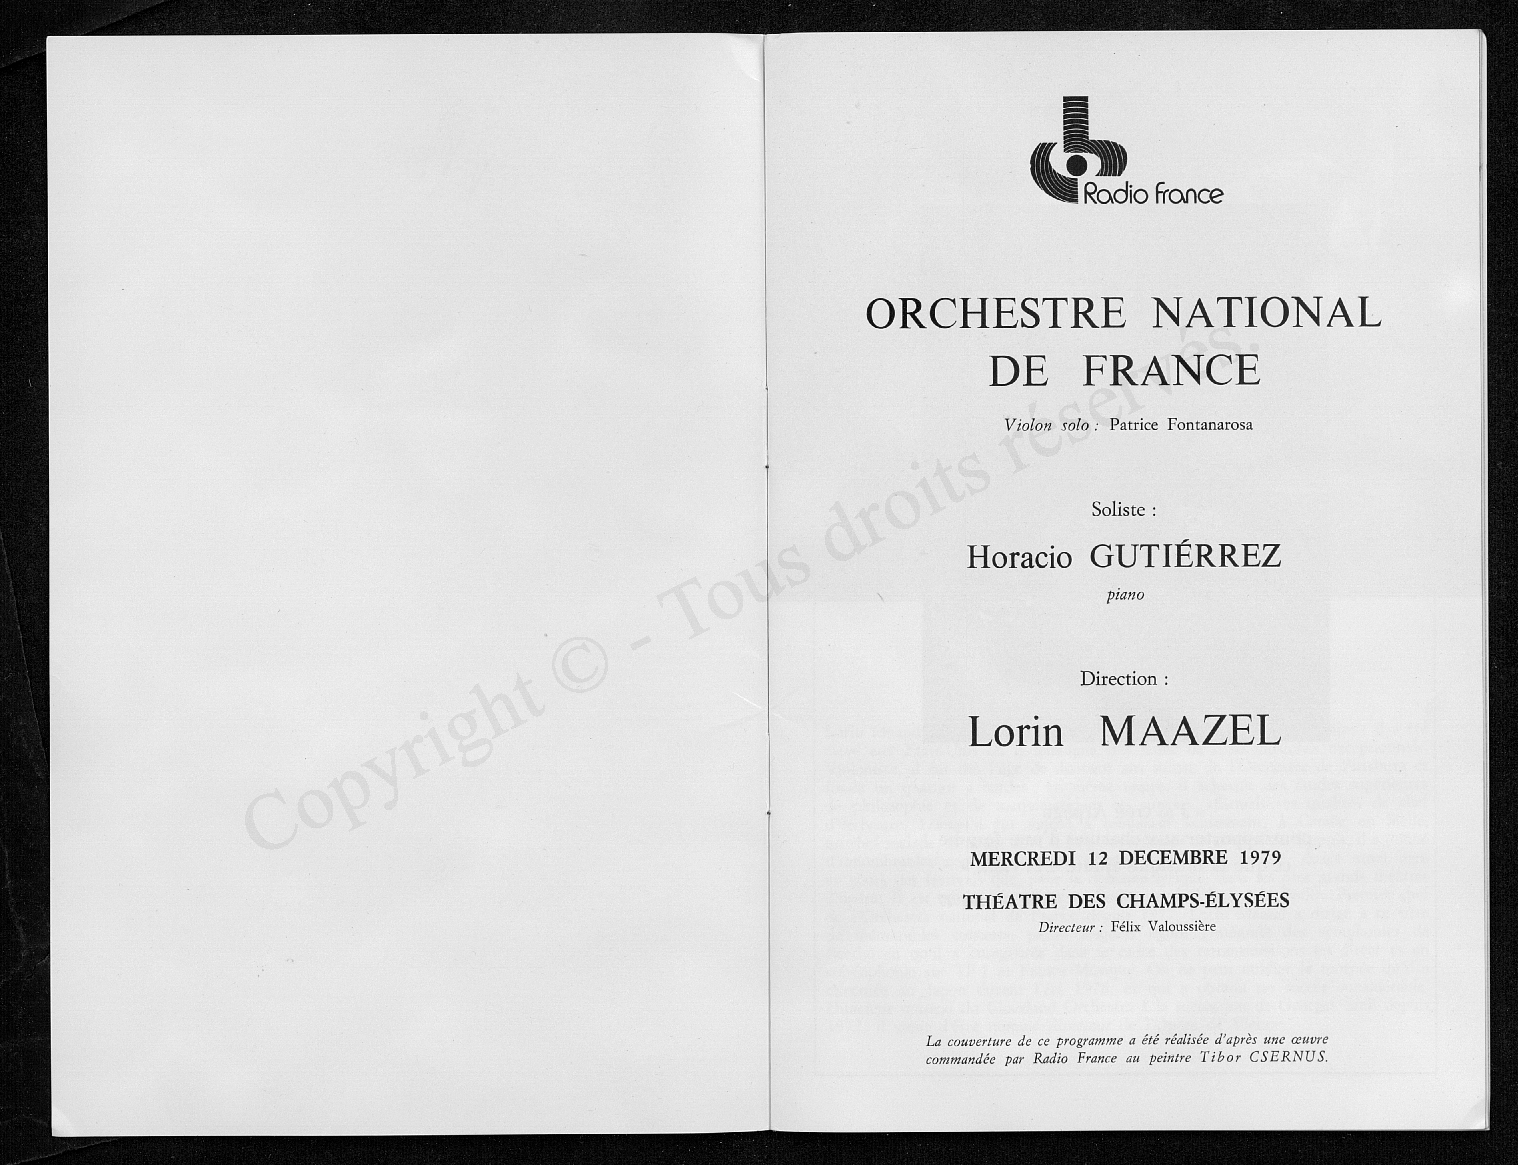 Radio france
ORCHESTRE NATIONAL
DE FRANCE
Violon solo : Patrice Fontanarosa
Soliste :
Horacio GUTIÉRREZ
piano
Direction :
Lorin MAAZEL
MERCREDI 12 DECEMBRE 1979
THÉATRE DES CHAMPS-ÉLYSÉES
Directeur : Félix Valoussière
La couverture de ce programme a été réalisée d'après une œuvre
commandée par Radio France au peintre Tibor CSERNUS.
Copyright © - Tous droits réservés.